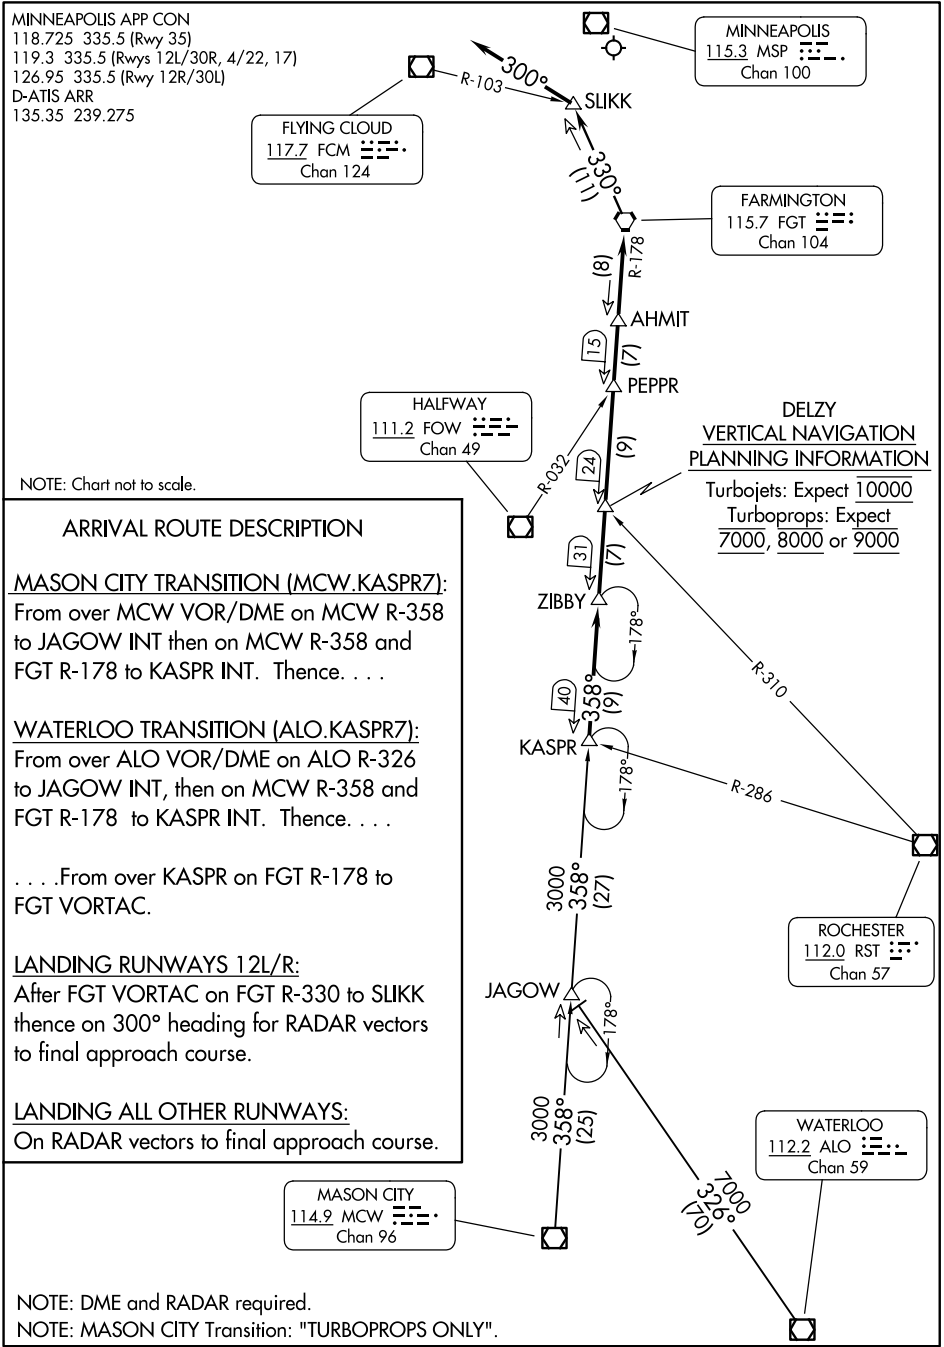 MINNEAPOLIS APP CON
118.725 335.5 (Rwy 35)
119.3 335.5 (Rwys 12L/30R, 4/22, 17)
126.95 335.5 (Rwy 12R/30L)
D-ATIS ARR
135.35 239.275
MINNEAPOLIS
115.3 MSP
Chan 100
300°
R-103
SLIKK
FLYING CLOUD
117.7 FCM
Chan 124
330°
(11)
FARMINGTON
115.7 FGT
Chan 104
R-178
(8)
AHMIT
15
(7)
PEPPR
HALFWAY
111.2 FOW
Chan 49
R-032
24
(9)
DELZY
VERTICAL NAVIGATION
PLANNING INFORMATION
Turbojets: Expect 10000
Turboprops: Expect
7000, 8000 or 9000
NOTE: Chart not to scale.
31
(7)
ZIBBY
178°
R-310
40
358°
(9)
KASPR
178°
R-286
3000
358°
(27)
ROCHESTER
112.0 RST
Chan 57
JAGOW
178°
3000
358°
(25)
7000
326°
(70)
WATERLOO
112.2 ALO
Chan 59
MASON CITY
114.9 MCW
Chan 96
ARRIVAL ROUTE DESCRIPTION
MASON CITY TRANSITION (MCW.KASPR7):
From over MCW VOR/DME on MCW R-358
to JAGOW INT then on MCW R-358 and
FGT R-178 to KASPR INT. Thence. . . .
WATERLOO TRANSITION (ALO.KASPR7):
From over ALO VOR/DME on ALO R-326
to JAGOW INT, then on MCW R-358 and
FGT R-178 to KASPR INT. Thence. . . .
. . . .From over KASPR on FGT R-178 to
FGT VORTAC.
LANDING RUNWAYS 12L/R:
After FGT VORTAC on FGT R-330 to SLIKK
thence on 300° heading for RADAR vectors
to final approach course.
LANDING ALL OTHER RUNWAYS:
On RADAR vectors to final approach course.
NOTE: DME and RADAR required.
NOTE: MASON CITY Transition: "TURBOPROPS ONLY".